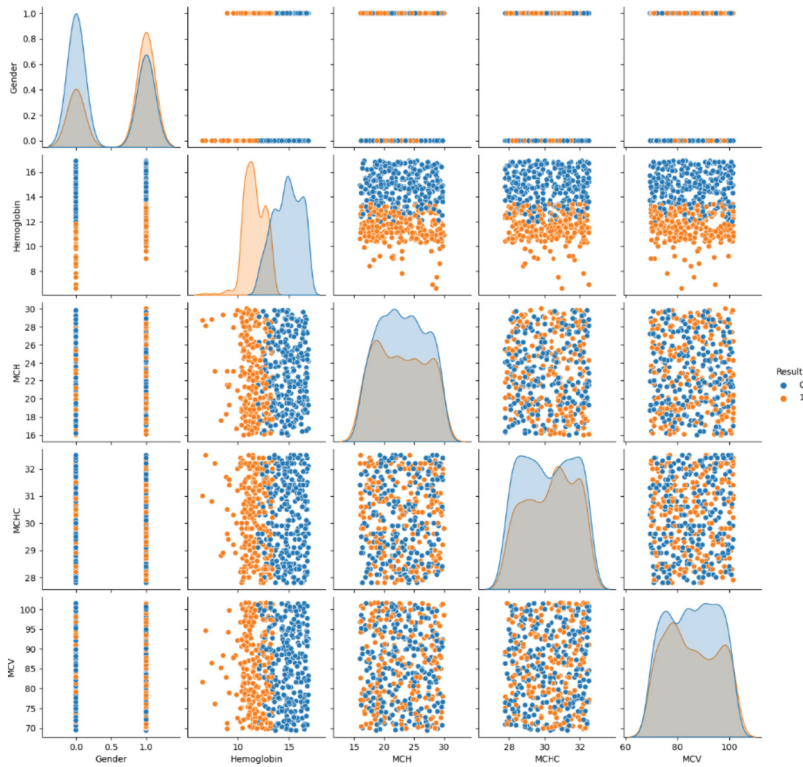 1.0
0.8
0.6
0.4
0.2
0.0
Gender
16
14
12
10
8
Hemoglobin
30
28
26
24
22
20
18
16
MCH
Result
0
1
32
31
30
29
28
MCHC
100
95
90
85
80
75
70
MCV
0.0 0.5 1.0
Gender
10 15
Hemoglobin
15 20 25 30
MCH
28 30 32
MCHC
60 80 100
MCV